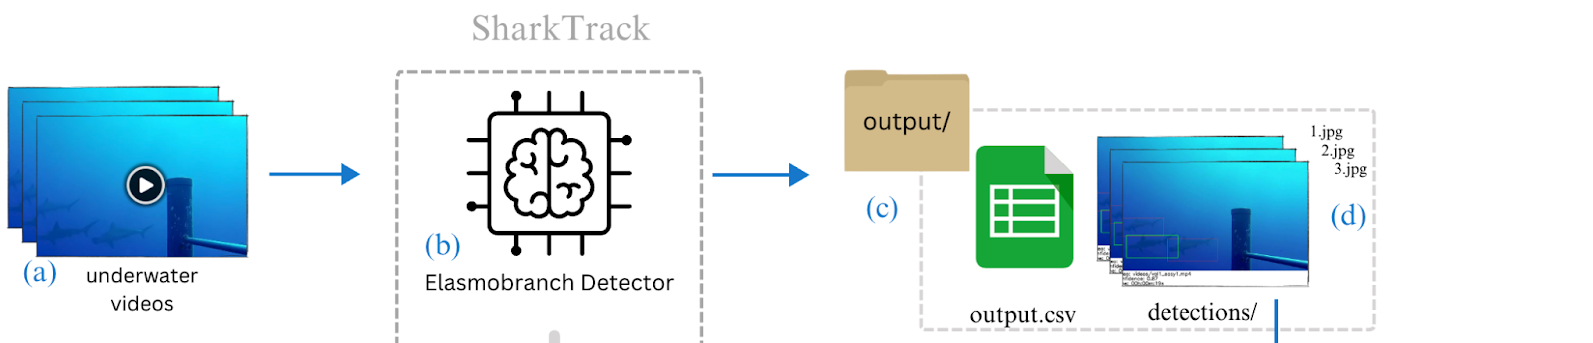 SharkTrack
(a)
underwater
videos
(b)
Elasmobranch Detector
output/
(c)
output.csv
1.jpg
2.jpg
3.jpg
(d)
detections/